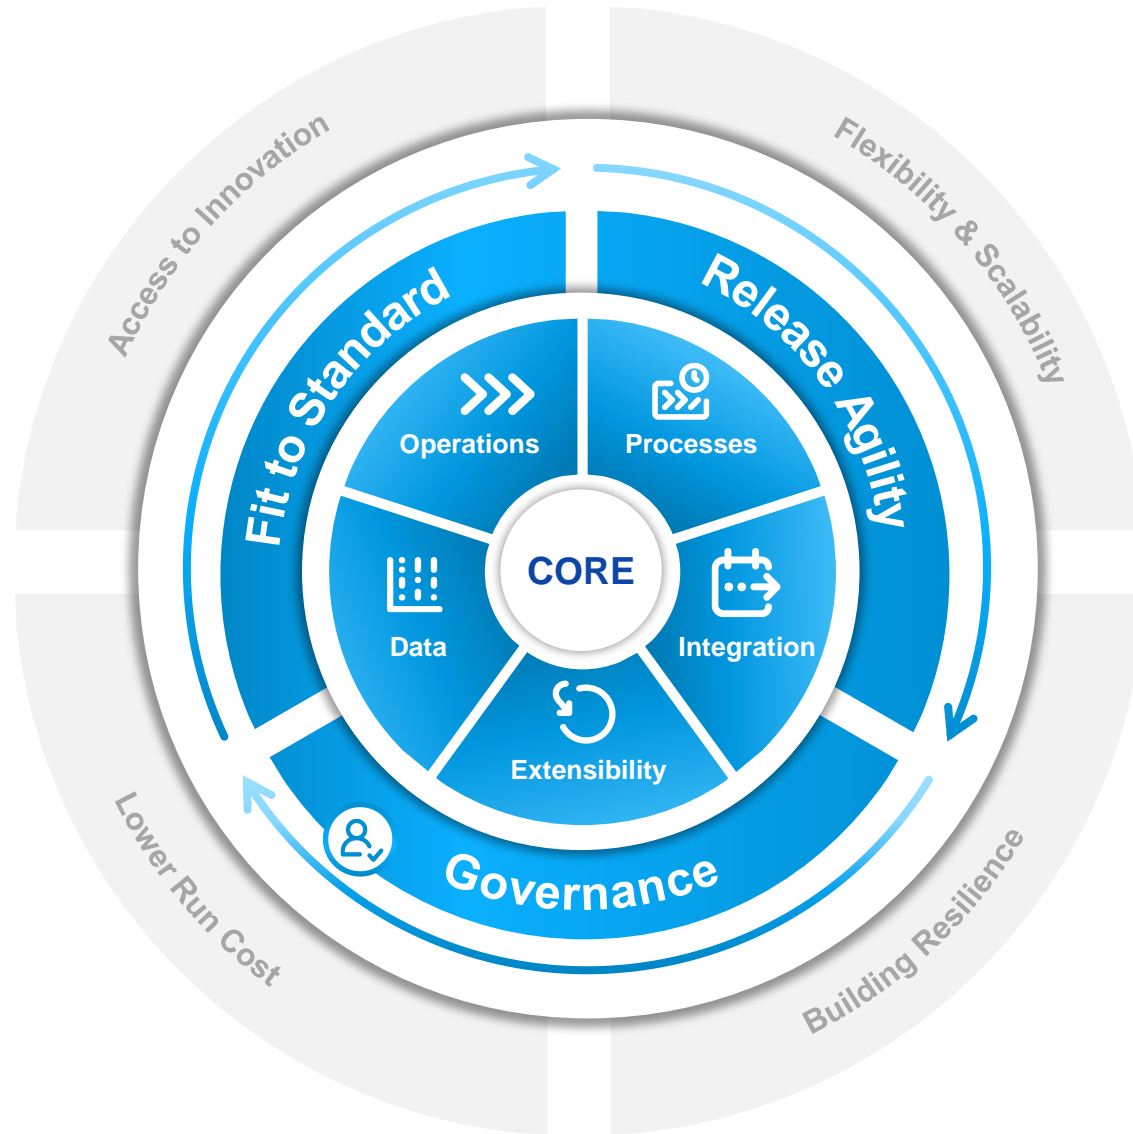 Access to Innovation
Flexibility & Scalability
Fit to Standard
Release Agility
Operations
Processes
CORE
Data
Integration
Extensibility
Governance
Lower Run Cost
Building Resilience